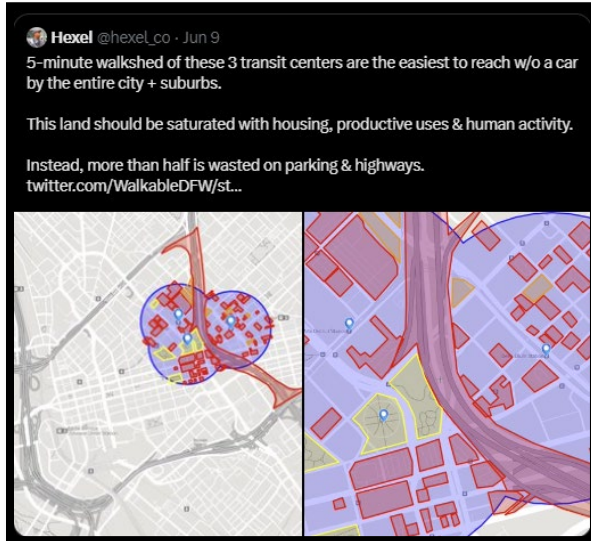 Hexel @hexel_co · Jun 9
5-minute walkshed of these 3 transit centers are the easiest to reach w/o a car
by the entire city + suburbs.
This land should be saturated with housing, productive uses & human activity.
Instead, more than half is wasted on parking & highways.
twitter.com/WalkableDFW/st...